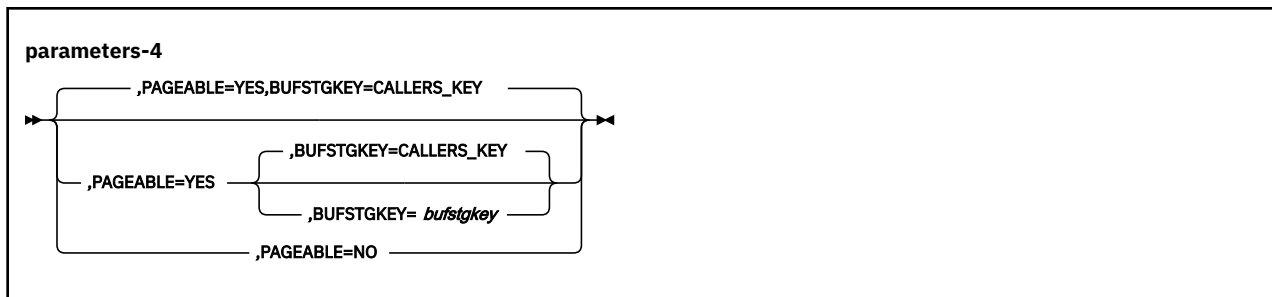 parameters-4
,PAGEABLE=YES,BUFSTGKEY=CALLERS_KEY
,BUFSTGKEY=CALLERS_KEY
,PAGEABLE=YES
,BUFSTGKEY= bufstgkey
,PAGEABLE=NO